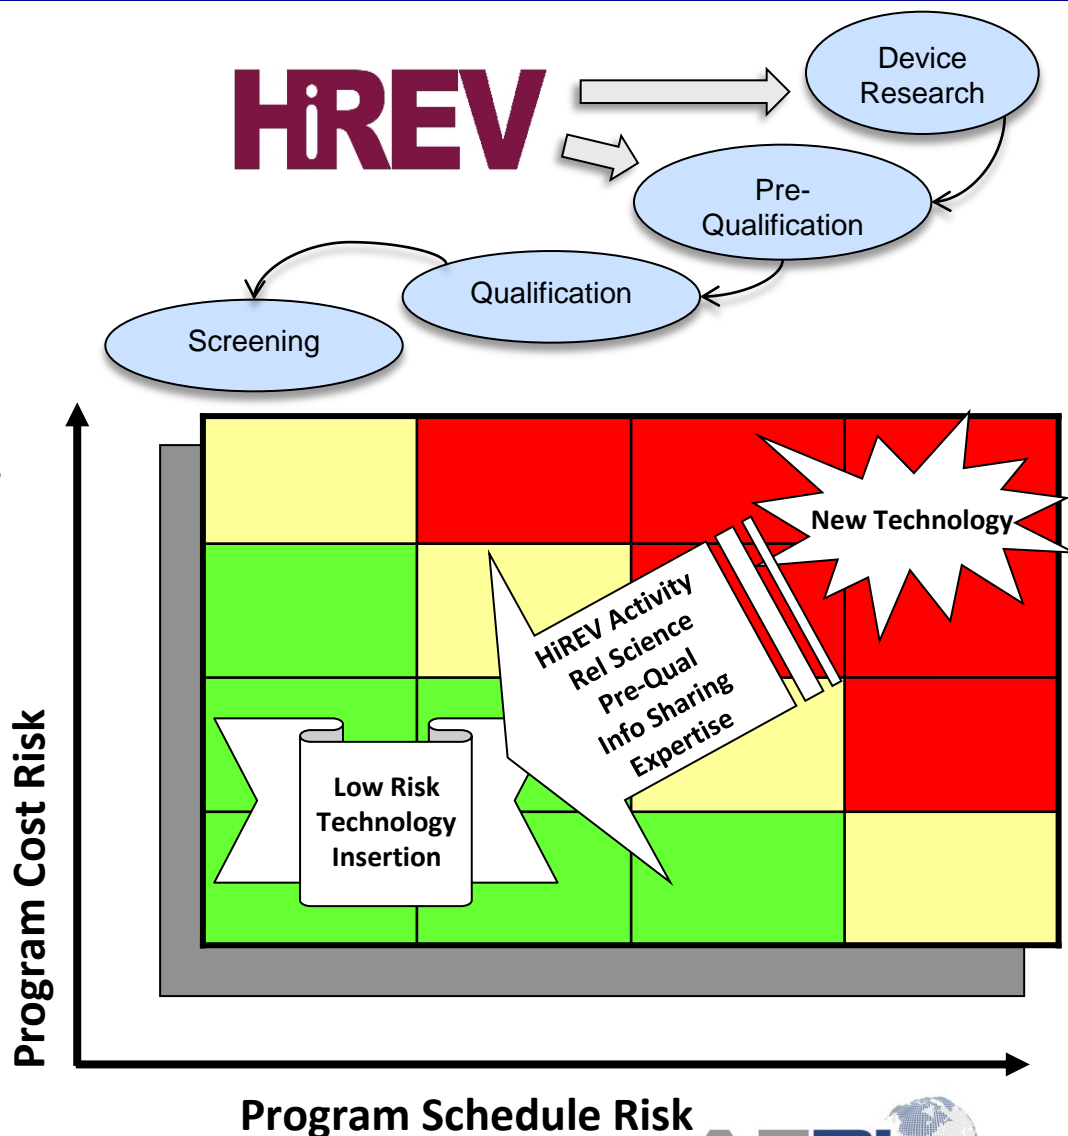 HiREV
Device
Research
Pre-
Qualification
Qualification
Screening
New Technology
HiREV Activity
Rel Science
Pre-Qual
Info Sharing
Expertise
Low Risk
Technology
Insertion
Program Cost Risk
Program Schedule Risk